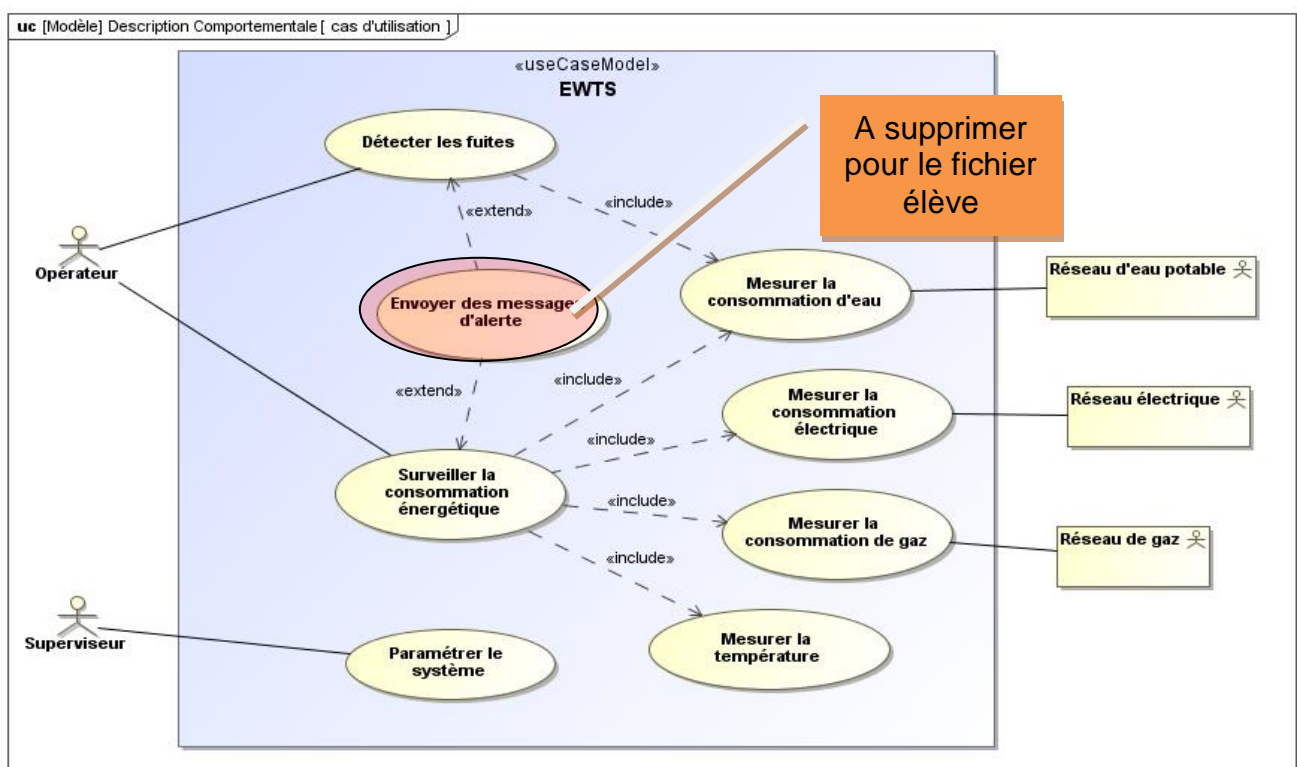 uc [Modèle] Description Comportementale [ cas d'utilisation ]
«useCaseModel»
EWTS
A supprimer
pour le fichier
élève
Détecter les fuites
«extend»
«include»
Opérateur
Envoyer des messages
d'alerte
Mesurer la
consommation d'eau
Réseau d'eau potable
«extend»
«include»
Mesurer la
consommation
électrique
Réseau électrique
«include»
Surveiller la
consommation
énergétique
«include»
Mesurer la
consommation de gaz
Réseau de gaz
«include»
Superviseur
Paramétrer le
système
Mesurer la
température